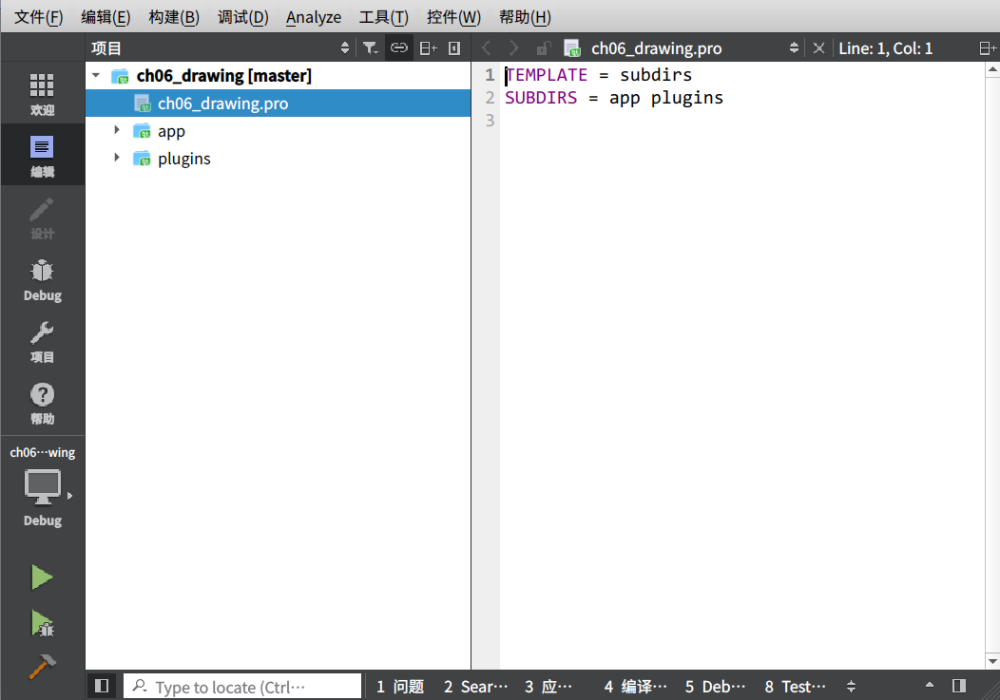 文件(F) 编辑(E) 构建(B) 调试(D) Analyze 工具(T) 控件(W) 帮助(H)
项目
ch06_drawing.pro
Line: 1, Col: 1
欢迎
编辑
设计
Debug
项目
帮助
ch06···wing
Debug
ch06_drawing [master]
ch06_drawing.pro
app
plugins
1 TEMPLATE = subdirs
2 SUBDIRS = app plugins
3
Type to locate (Ctrl···
1 问题 2 Sear··· 3 应··· 4 编译··· 5 Deb··· 8 Test···